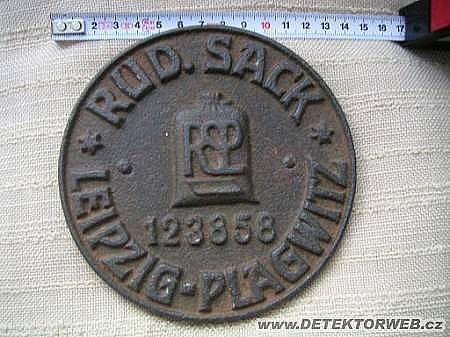 1 2 3 4 5 6 7 8 9 10 11 12 13 14 15 16 17
RUD. SACK
RSLP
123858
LEIPZIG-PLAGWITZ
www.DETEKTORWEB.cz